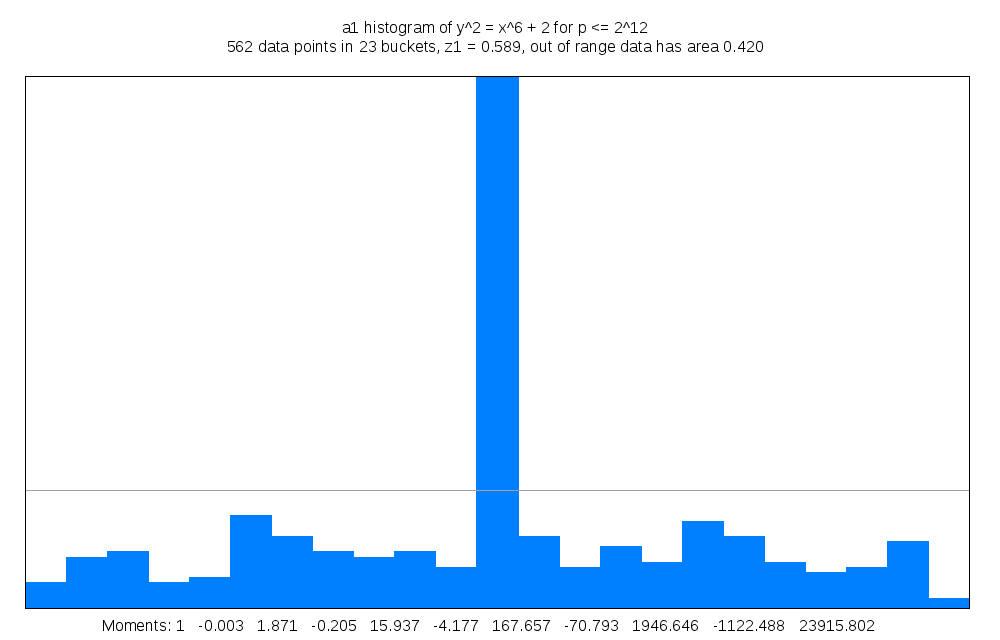 a1 histogram of y^2 = x^6 + 2 for p <= 2^12
562 data points in 23 buckets, z1 = 0.589, out of range data has area 0.420
Moments: 1 -0.003 1.871 -0.205 15.937 -4.177 167.657 -70.793 1946.646 -1122.488 23915.802